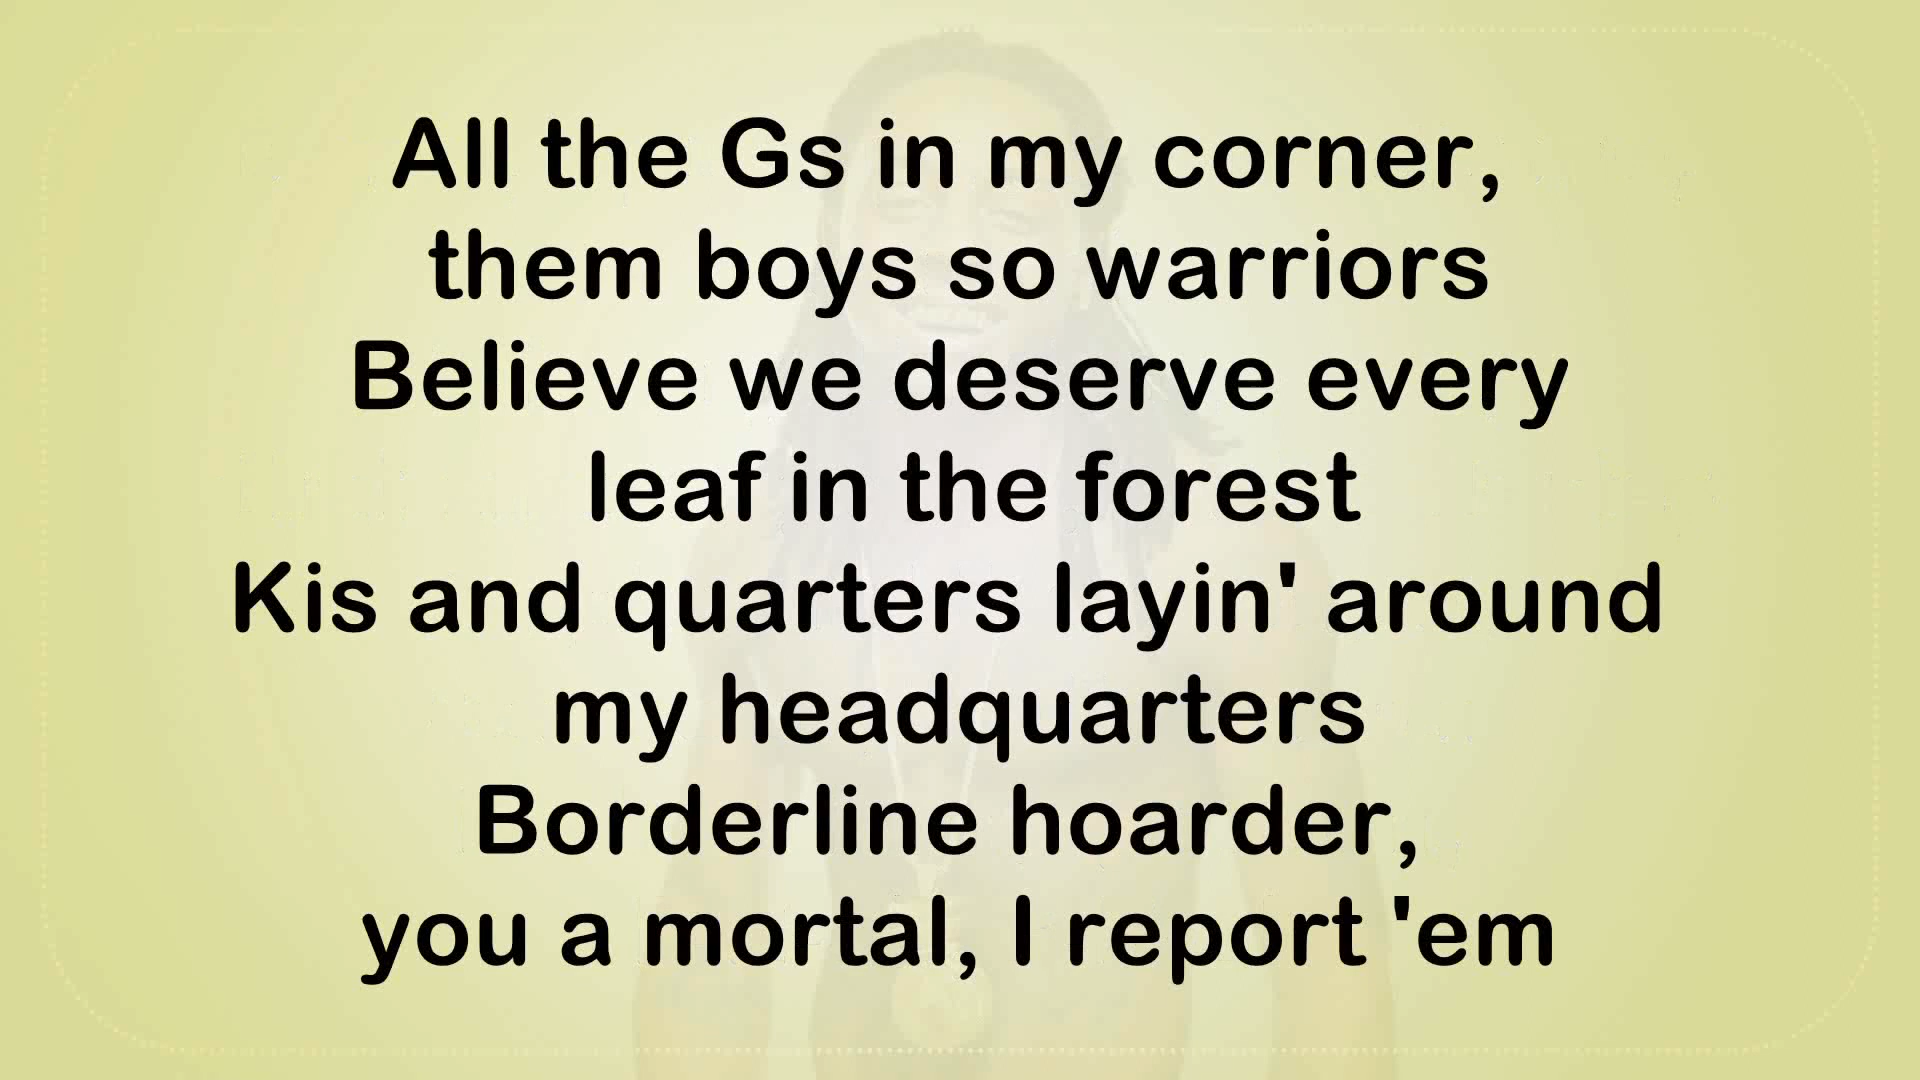 All the Gs in my corner,
them boys so warriors
Believe we deserve every
leaf in the forest
Kis and quarters layin' around
my headquarters
Borderline hoarder,
you a mortal, I report 'em